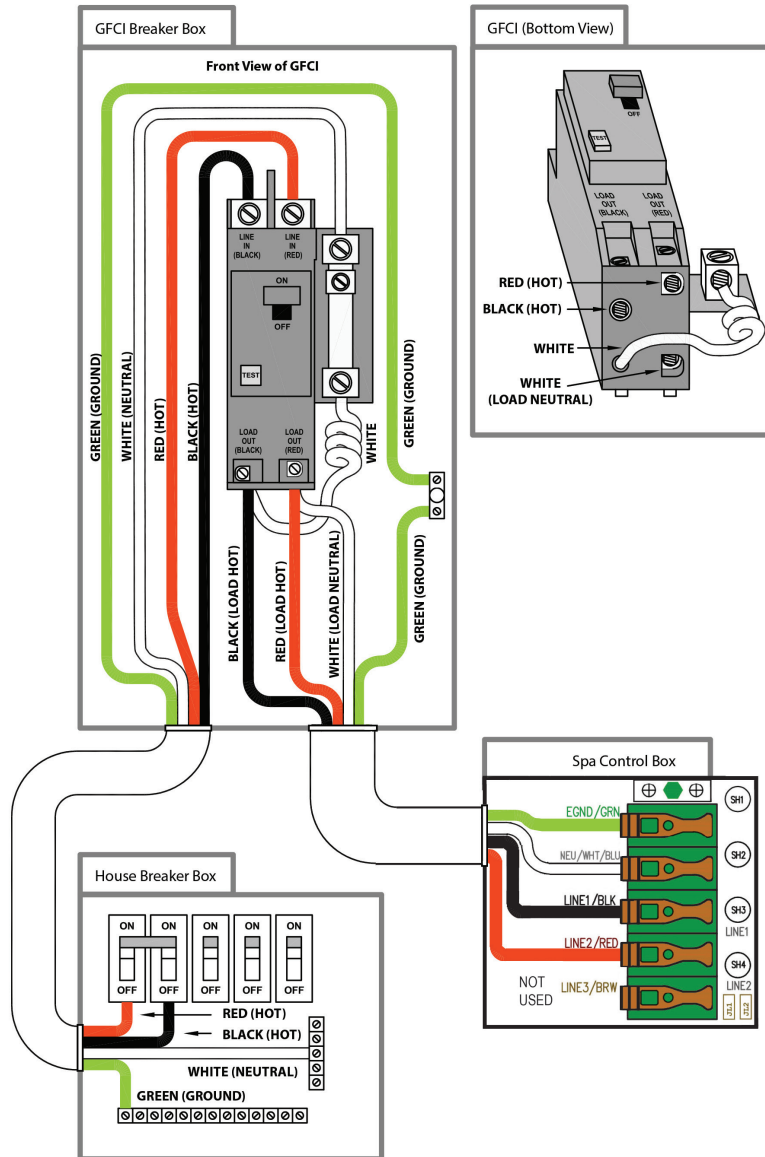 GFCI Breaker Box
Front View of GFCI
GREEN (GROUND)
WHITE (NEUTRAL)
RED (HOT)
BLACK (HOT)
LINE
IN
(BLACK)
LINE
IN
(RED)
ON
OFF
TEST
LOAD
OUT
(BLACK)
LOAD
OUT
(RED)
WHITE
GREEN (GROUND)
BLACK (LOAD HOT)
RED (LOAD HOT)
WHITE (LOAD NEUTRAL)
GREEN (GROUND)
GFCI (Bottom View)
OFF
TEST
LOAD
OUT
(BLACK)
LOAD
OUT
(RED)
RED (HOT)
BLACK (HOT)
WHITE
WHITE
(LOAD NEUTRAL)
Spa Control Box
EGND/GRN
NEU/WHT/BLU
LINE1/BLK
LINE2/RED
LINE3/BRW
NOT
USED
SH1
SH2
SH3
LINE1
SH4
LINE2
JL1
JL2
House Breaker Box
ON
ON
ON
ON
ON
OFF
OFF
OFF
OFF
OFF
RED (HOT)
BLACK (HOT)
WHITE (NEUTRAL)
GREEN (GROUND)